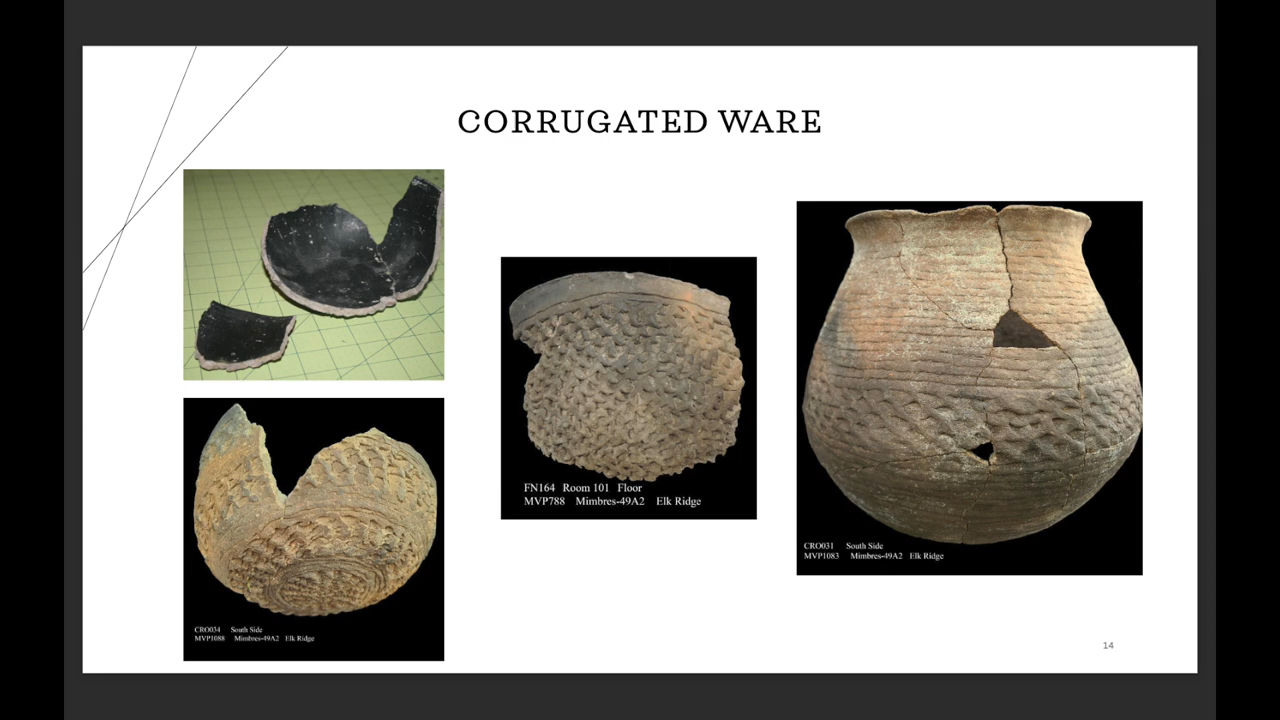 CORRUGATED WARE
CRO034 South Side
MVP1088 Mimbres-49A2 Elk Ridge
FN164 Room 101 Floor
MVP788 Mimbres-49A2 Elk Ridge
CRO031 South Side
MVP1083 Mimbres-49A2 Elk Ridge
14